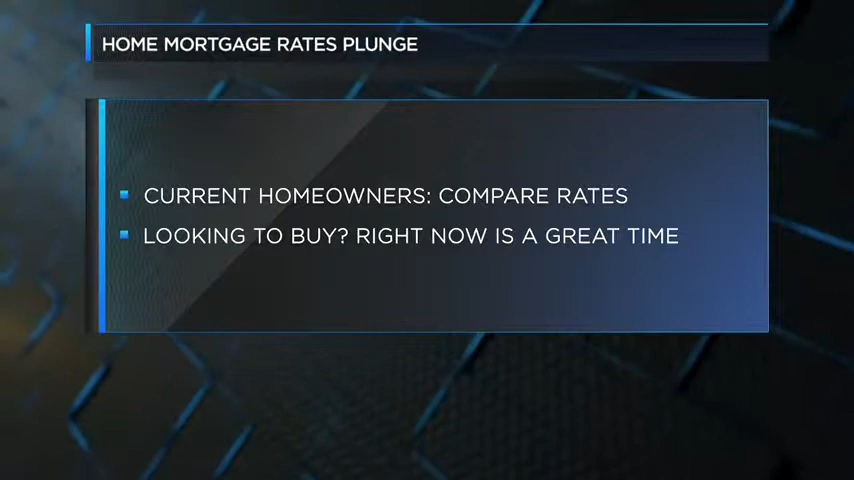 HOME MORTGAGE RATES PLUNGE
CURRENT HOMEOWNERS: COMPARE RATES
LOOKING TO BUY? RIGHT NOW IS A GREAT TIME